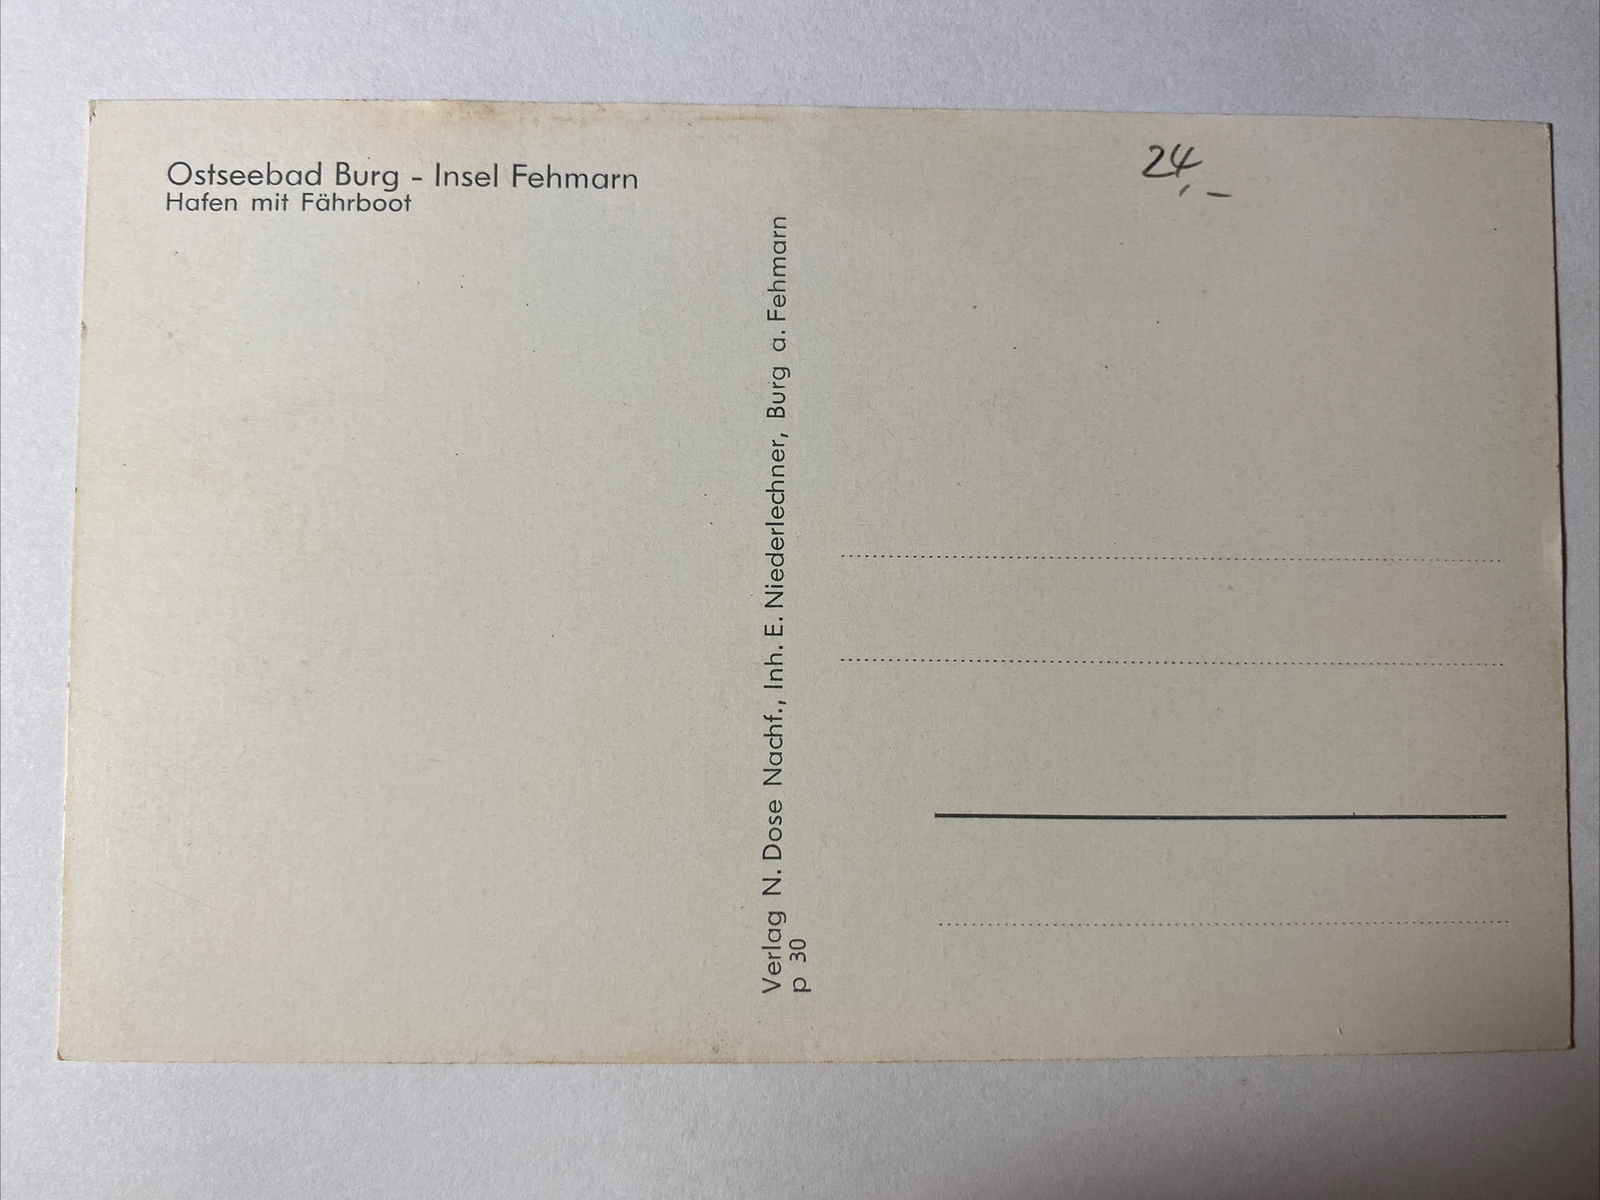 Ostseebad Burg - Insel Fehmarn
Hafen mit Fährboot
24,-
Verlag N. Dose Nachf., Inh. E. Niederlechner, Burg a. Fehmarn
p 30